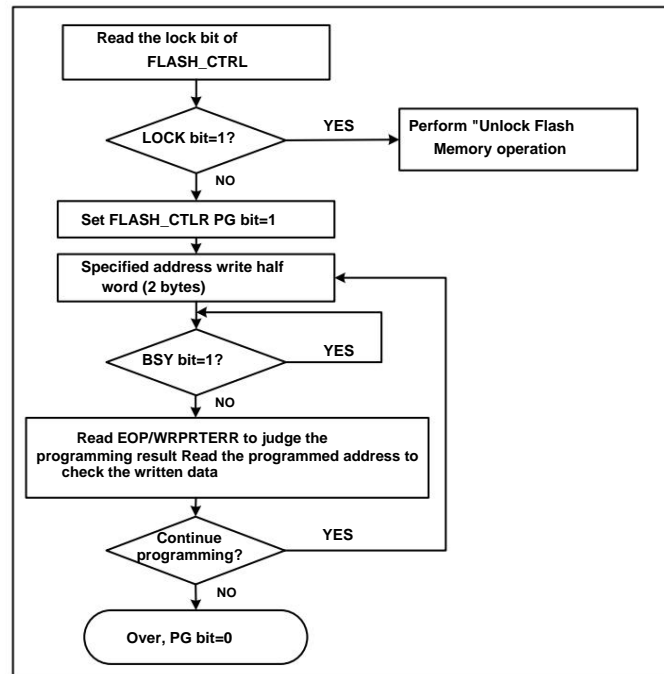 Read the lock bit of
FLASH_CTRL
LOCK bit=1?
YES
Perform "Unlock Flash
Memory operation
NO
Set FLASH_CTLR PG bit=1
Specified address write half
word (2 bytes)
BSY bit=1?
YES
NO
Read EOP/WRPRTERR to judge the
programming result Read the programmed address to
check the written data
Continue
programming?
YES
NO
Over, PG bit=0